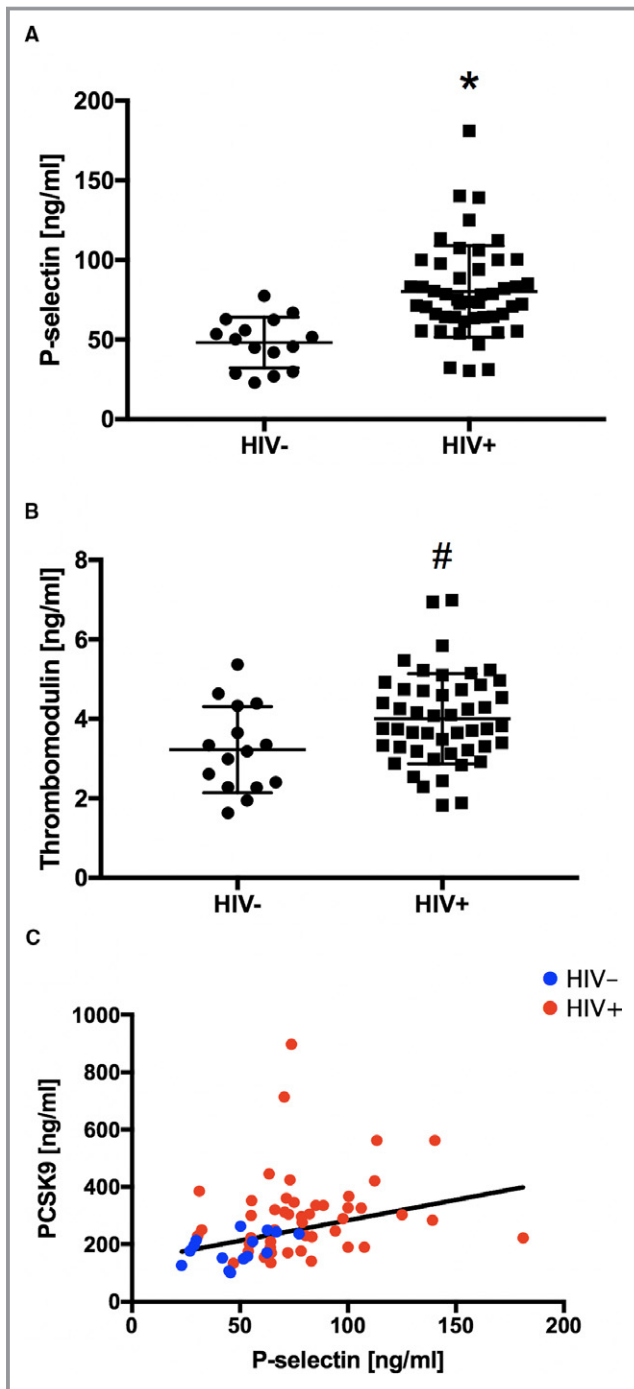 A
*
200
150
100
50
0
P-selectin [ng/ml]
HIV- HIV+
B
#
8
6
4
2
0
Thrombomodulin [ng/ml]
HIV- HIV+
C
HIV–
HIV+
1000
800
600
400
200
0
PCSK9 [ng/ml]
0 50 100 150 200
P-selectin [ng/ml]